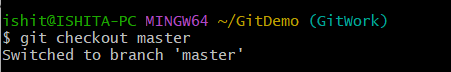 ishit@ISHITA-PC MINGW64 ~/GitDemo (GitWork)
$ git checkout master
Switched to branch 'master'